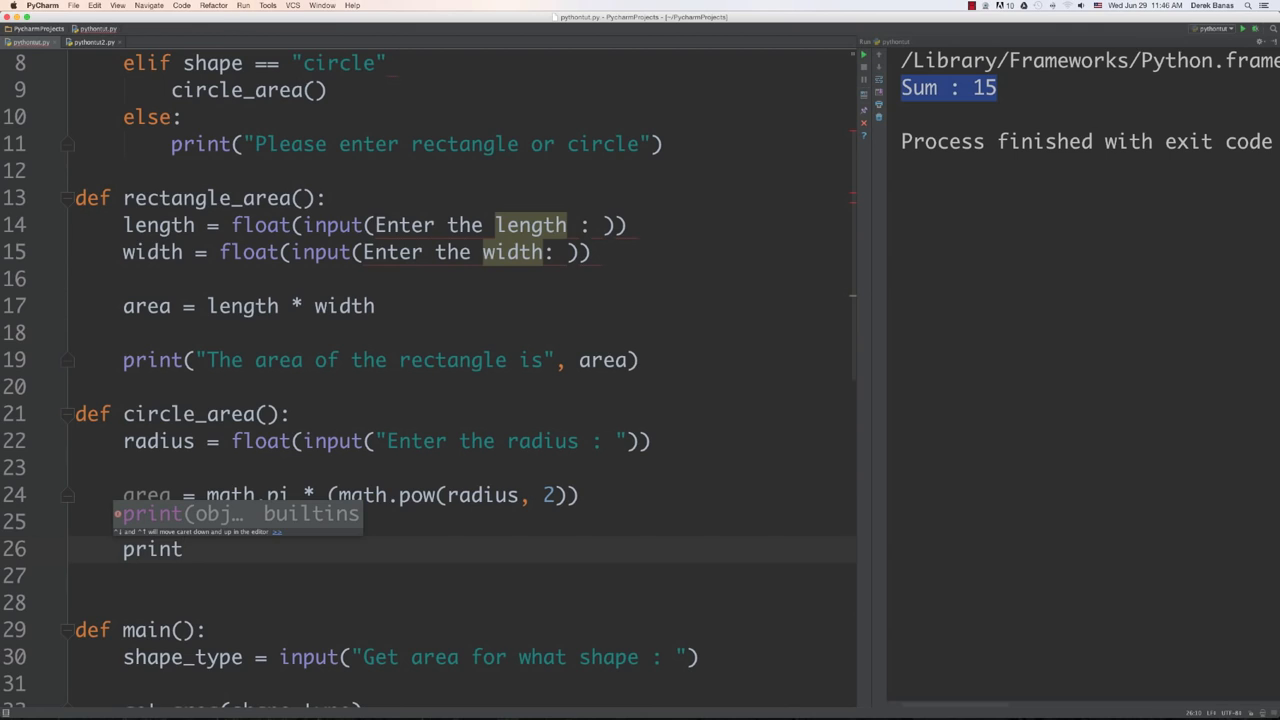 PyCharm File Edit View Navigate Code Refactor Run Tools VCS Window Help 10 Wed Jun 29 11:46 AM Derek Banas
pythontut.py - PyCharmProjects - [~/PycharmProjects]
PycharmProjects pythontut.py pythontut
pythontut.py pythontut2.py Run pythontut
8 elif shape == "circle"
9 circle_area()
10 else:
11 print("Please enter rectangle or circle")
12
13 def rectangle_area():
14 length = float(input(Enter the length : ))
15 width = float(input(Enter the width: ))
16
17 area = length * width
18
19 print("The area of the rectangle is", area)
20
21 def circle_area():
22 radius = float(input("Enter the radius : "))
23
24 area = math.pi * (math.pow(radius, 2))
print(obj… builtins
^↓ and ^↑ will move caret down and up in the editor >>
25
26 print
27
28
29 def main():
30 shape_type = input("Get area for what shape : ")
31
/Library/Frameworks/Python.frame
Sum : 15
Process finished with exit code
26:10 LF÷ UTF-8÷